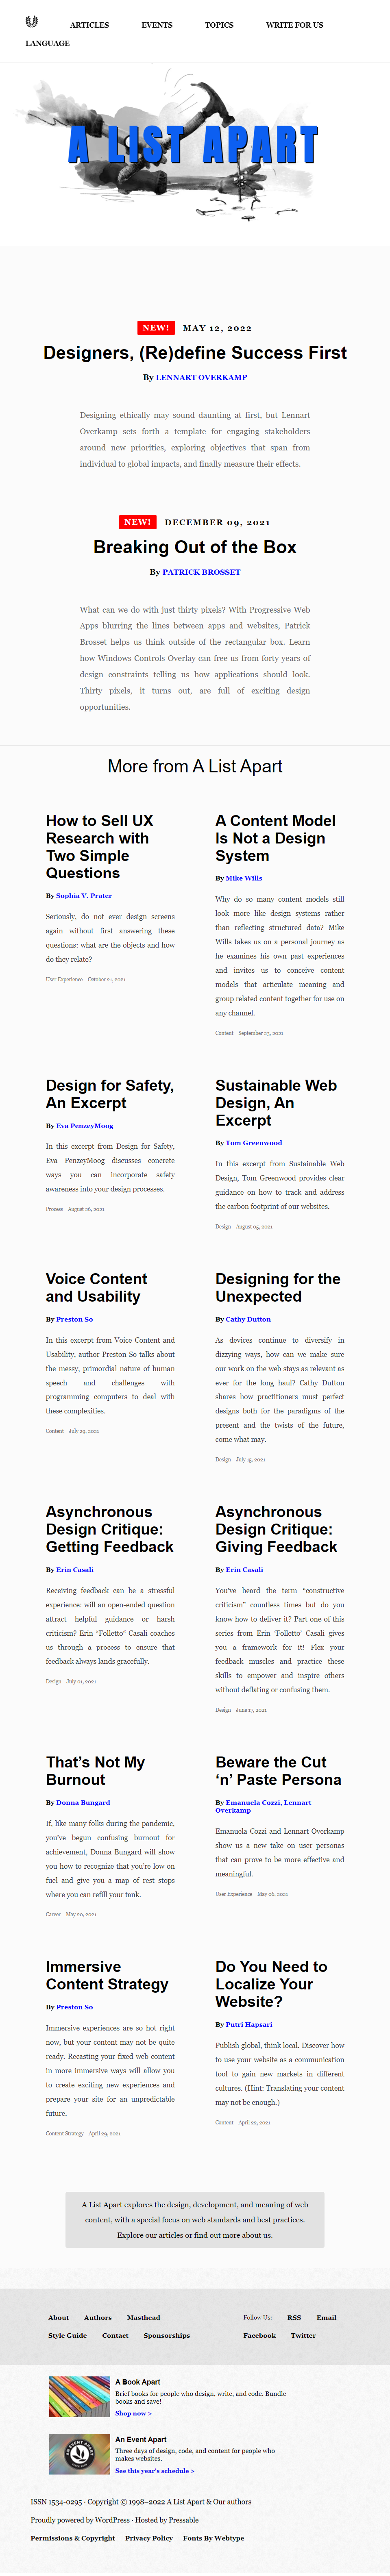 ARTICLES EVENTS TOPICS WRITE FOR US
LANGUAGE
A LIST APART
NEW! MAY 12, 2022
Designers, (Re)define Success First
By LENNART OVERKAMP
Designing ethically may sound daunting at first, but Lennart
Overkamp sets forth a template for engaging stakeholders
around new priorities, exploring objectives that span from
individual to global impacts, and finally measure their effects.
NEW! DECEMBER 09, 2021
Breaking Out of the Box
By PATRICK BROSSET
What can we do with just thirty pixels? With Progressive Web
Apps blurring the lines between apps and websites, Patrick
Brosset helps us think outside of the rectangular box. Learn
how Windows Controls Overlay can free us from forty years of
design constraints telling us how applications should look.
Thirty pixels, it turns out, are full of exciting design
opportunities.
More from A List Apart
How to Sell UX
Research with
Two Simple
Questions
By Sophia V. Prater
Seriously, do not ever design screens
again without first answering these
questions: what are the objects and how
do they relate?
User Experience October 21, 2021
A Content Model
Is Not a Design
System
By Mike Wills
Why do so many content models still
look more like design systems rather
than reflecting structured data? Mike
Wills takes us on a personal journey as
he examines his own past experiences
and invites us to conceive content
models that articulate meaning and
group related content together for use on
any channel.
Content September 23, 2021
Design for Safety,
An Excerpt
By Eva PenzeyMoog
In this excerpt from Design for Safety,
Eva PenzeyMoog discusses concrete
ways you can incorporate safety
awareness into your design processes.
Process August 26, 2021
Sustainable Web
Design, An
Excerpt
By Tom Greenwood
In this excerpt from Sustainable Web
Design, Tom Greenwood provides clear
guidance on how to track and address
the carbon footprint of our websites.
Design August 05, 2021
Voice Content
and Usability
By Preston So
In this excerpt from Voice Content and
Usability, author Preston So talks about
the messy, primordial nature of human
speech and challenges with
programming computers to deal with
these complexities.
Content July 29, 2021
Designing for the
Unexpected
By Cathy Dutton
As devices continue to diversify in
dizzying ways, how can we make sure
our work on the web stays as relevant as
ever for the long haul? Cathy Dutton
shares how practitioners must perfect
designs both for the paradigms of the
present and the twists of the future,
come what may.
Design July 15, 2021
Asynchronous
Design Critique:
Getting Feedback
By Erin Casali
Receiving feedback can be a stressful
experience: will an open-ended question
attract helpful guidance or harsh
criticism? Erin “Folletto” Casali coaches
us through a process to ensure that
feedback always lands gracefully.
Design July 01, 2021
Asynchronous
Design Critique:
Giving Feedback
By Erin Casali
You’ve heard the term “constructive
criticism” countless times but do you
know how to deliver it? Part one of this
series from Erin ‘Folletto’ Casali gives
you a framework for it! Flex your
feedback muscles and practice these
skills to empower and inspire others
without deflating or confusing them.
Design June 17, 2021
That’s Not My
Burnout
By Donna Bungard
If, like many folks during the pandemic,
you’ve begun confusing burnout for
achievement, Donna Bungard will show
you how to recognize that you’re low on
fuel and give you a map of rest stops
where you can refill your tank.
Career May 20, 2021
Beware the Cut
‘n’ Paste Persona
By Emanuela Cozzi, Lennart
Overkamp
Emanuela Cozzi and Lennart Overkamp
show us a new take on user personas
that can prove to be more effective and
meaningful.
User Experience May 06, 2021
Immersive
Content Strategy
By Preston So
Immersive experiences are so hot right
now, but your content may not be quite
ready. Recasting your fixed web content
in more immersive ways will allow you
to create exciting new experiences and
prepare your site for an unpredictable
future.
Content Strategy April 29, 2021
Do You Need to
Localize Your
Website?
By Putri Hapsari
Publish global, think local. Discover how
to use your website as a communication
tool to gain new markets in different
cultures. (Hint: Translating your content
may not be enough.)
Content April 22, 2021
A List Apart explores the design, development, and meaning of web
content, with a special focus on web standards and best practices.
Explore our articles or find out more about us.
About Authors Masthead
Style Guide Contact Sponsorships
Follow Us: RSS Email
Facebook Twitter
A Book Apart
Brief books for people who design, write, and code. Bundle
books and save!
Shop now >
An Event Apart
Three days of design, code, and content for people who
makes websites.
See this year's schedule >
ISSN 1534-0295 · Copyright © 1998–2022 A List Apart & Our authors
Proudly powered by WordPress · Hosted by Pressable
Permissions & Copyright Privacy Policy Fonts By Webtype